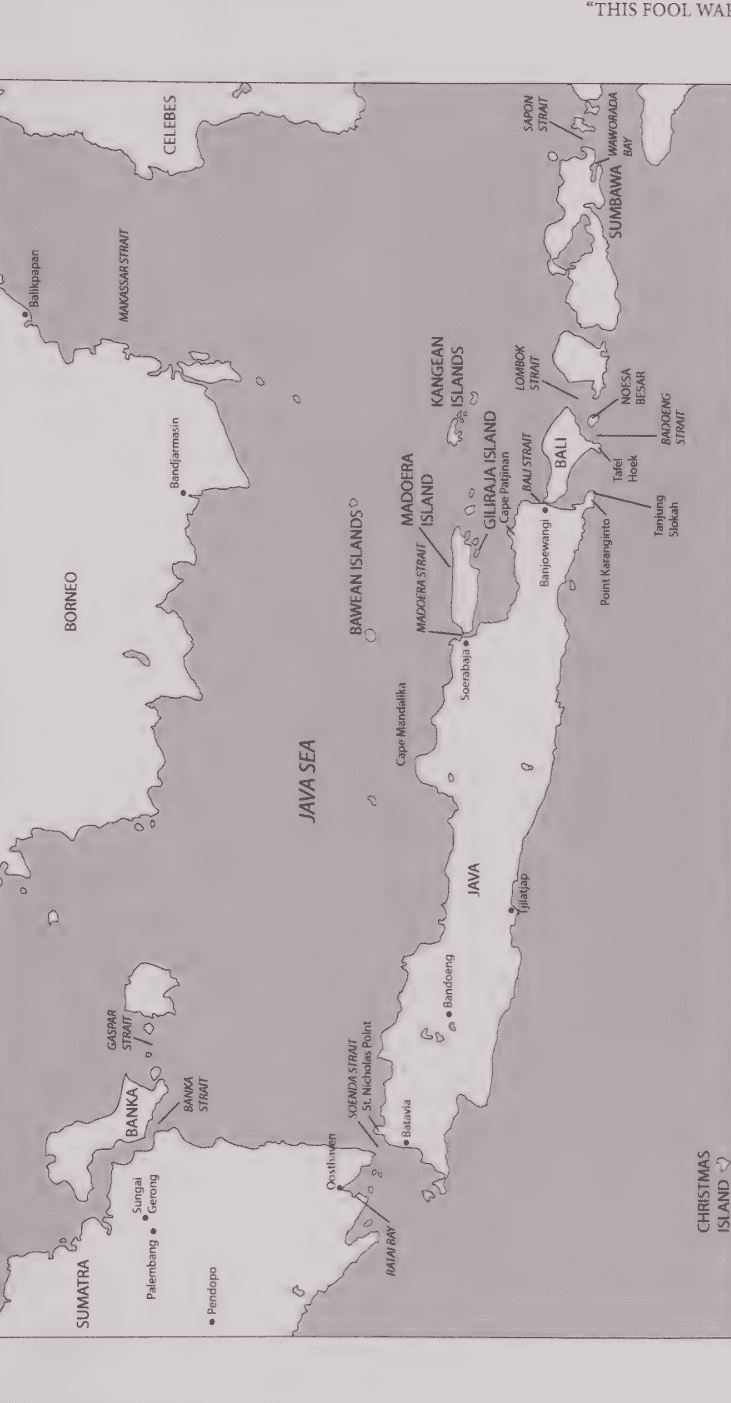 "THIS FOOL WAR
CELEBES
SAPON
STRAIT
WAWORADA
BAY
SUMBAWA
Balikpapan
MAKASSAR STRAIT
KANGEAN
ISLANDS
LOMBOK
STRAIT
NOESA
BESAR
BADOENG
STRAIT
Bandjarmasin
BORNEO
BAWEAN ISLANDS
MADOERA
ISLAND
GILIRAJA ISLAND
Cape Patjinan
BALI STRAIT
BALI
Tafel
Hoek
Tanjung
Slokah
MADOERA STRAIT
Banjoewangi
Point Karanginto
Soerabaja
Cape Mandalika
JAVA SEA
JAVA
Tjilatjap
Bandoeng
GASPAR
STRAIT
BANKA
BANKA
STRAIT
SOENDA STRAIT
St. Nicholas Point
Batavia
Oosthaven
RATAI BAY
Sungai
Gerong
Palembang
SUMATRA
Pendopo
CHRISTMAS
ISLAND